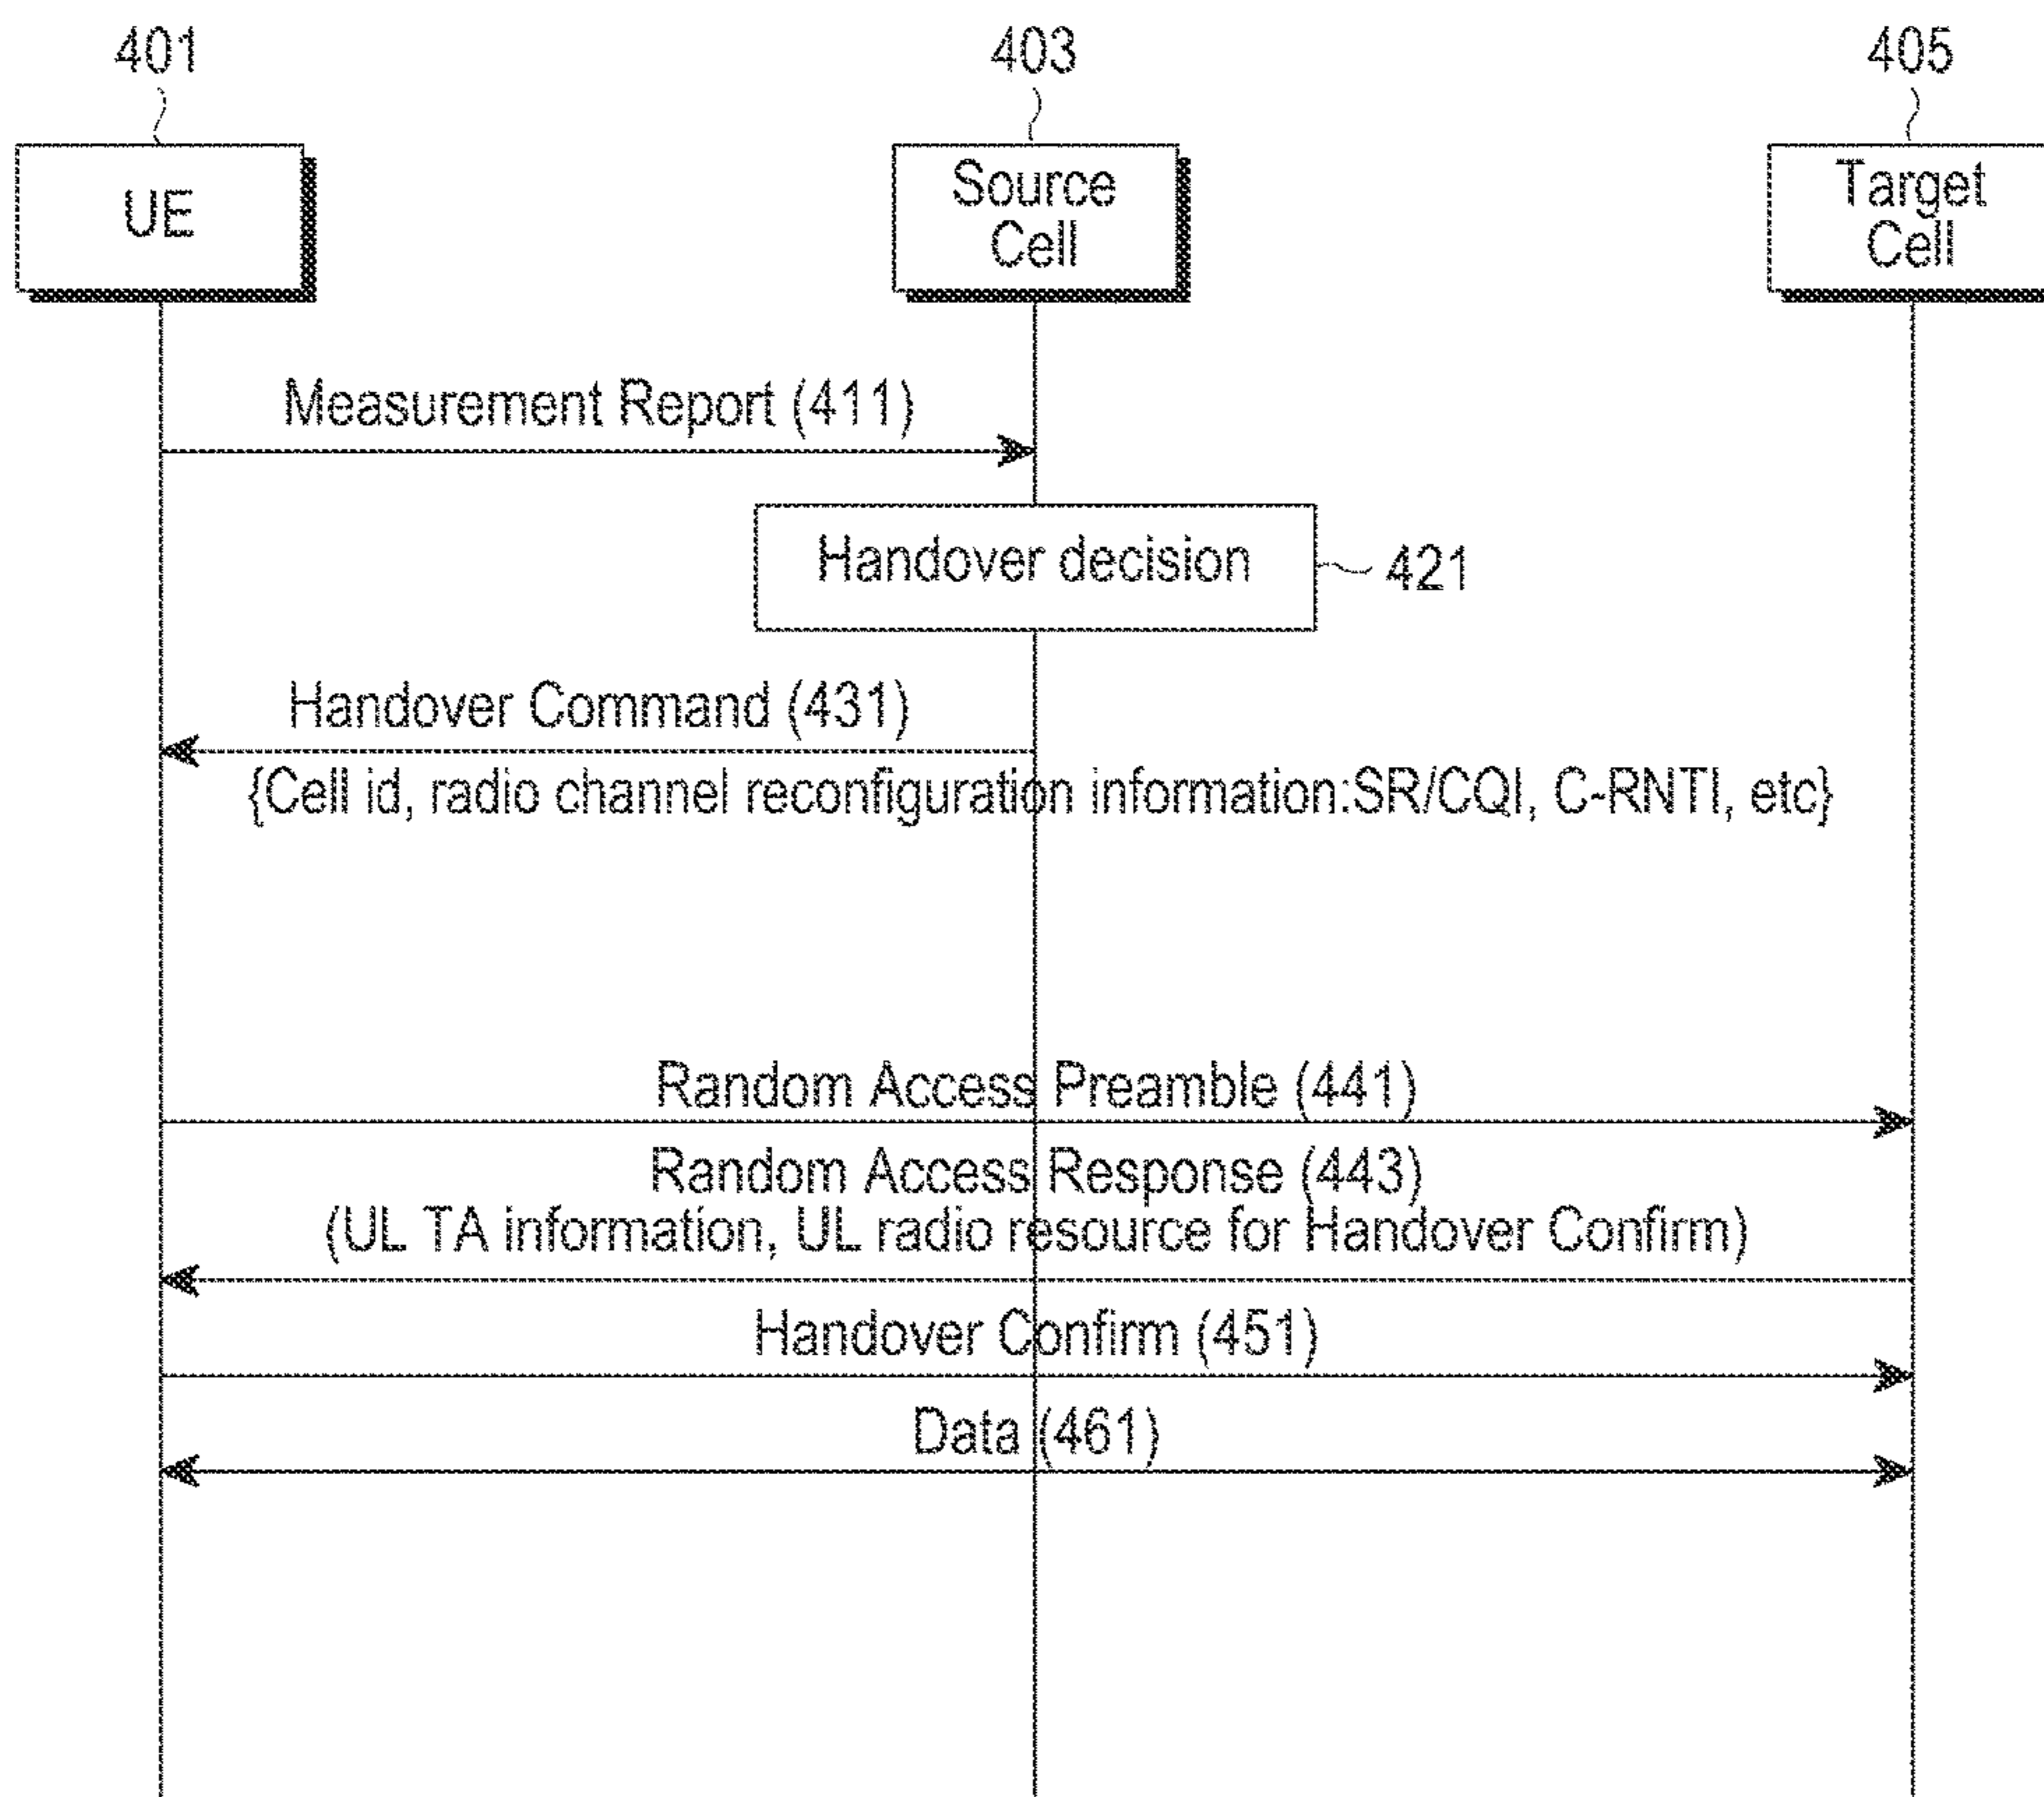 401
403
405
UE
Source
Cell
Target
Cell
Measurement Report (411)
Handover decision
421
Handover Command (431)
{Cell id, radio channel reconfiguration information:SR/CQI, C-RNTI, etc}
Random Access Preamble (441)
Random Access Response (443)
(UL TA information, UL radio resource for Handover Confirm)
Handover Confirm (451)
Data (461)